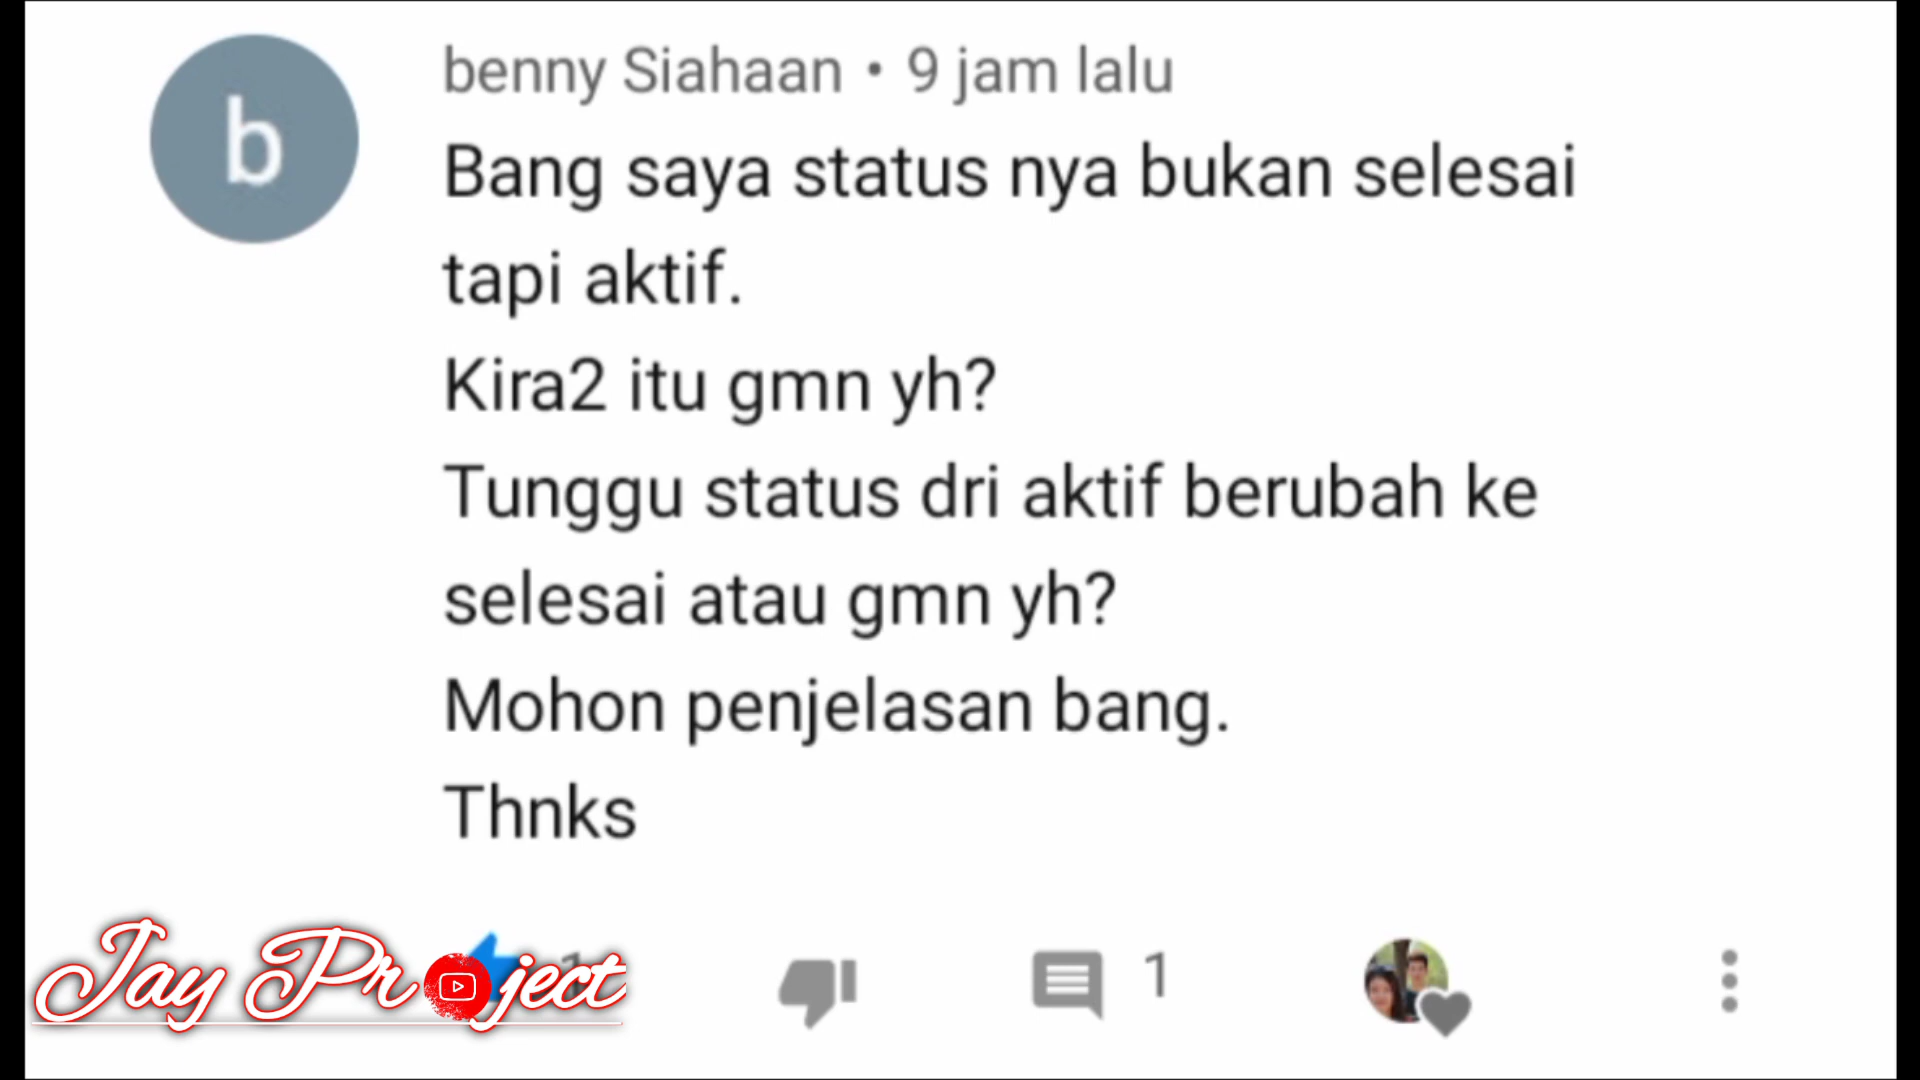 b
benny Siahaan • 9 jam lalu
Bang saya status nya bukan selesai
tapi aktif.
Kira2 itu gmn yh?
Tunggu status dri aktif berubah ke
selesai atau gmn yh?
Mohon penjelasan bang.
Thnks
1
1
Jay Project